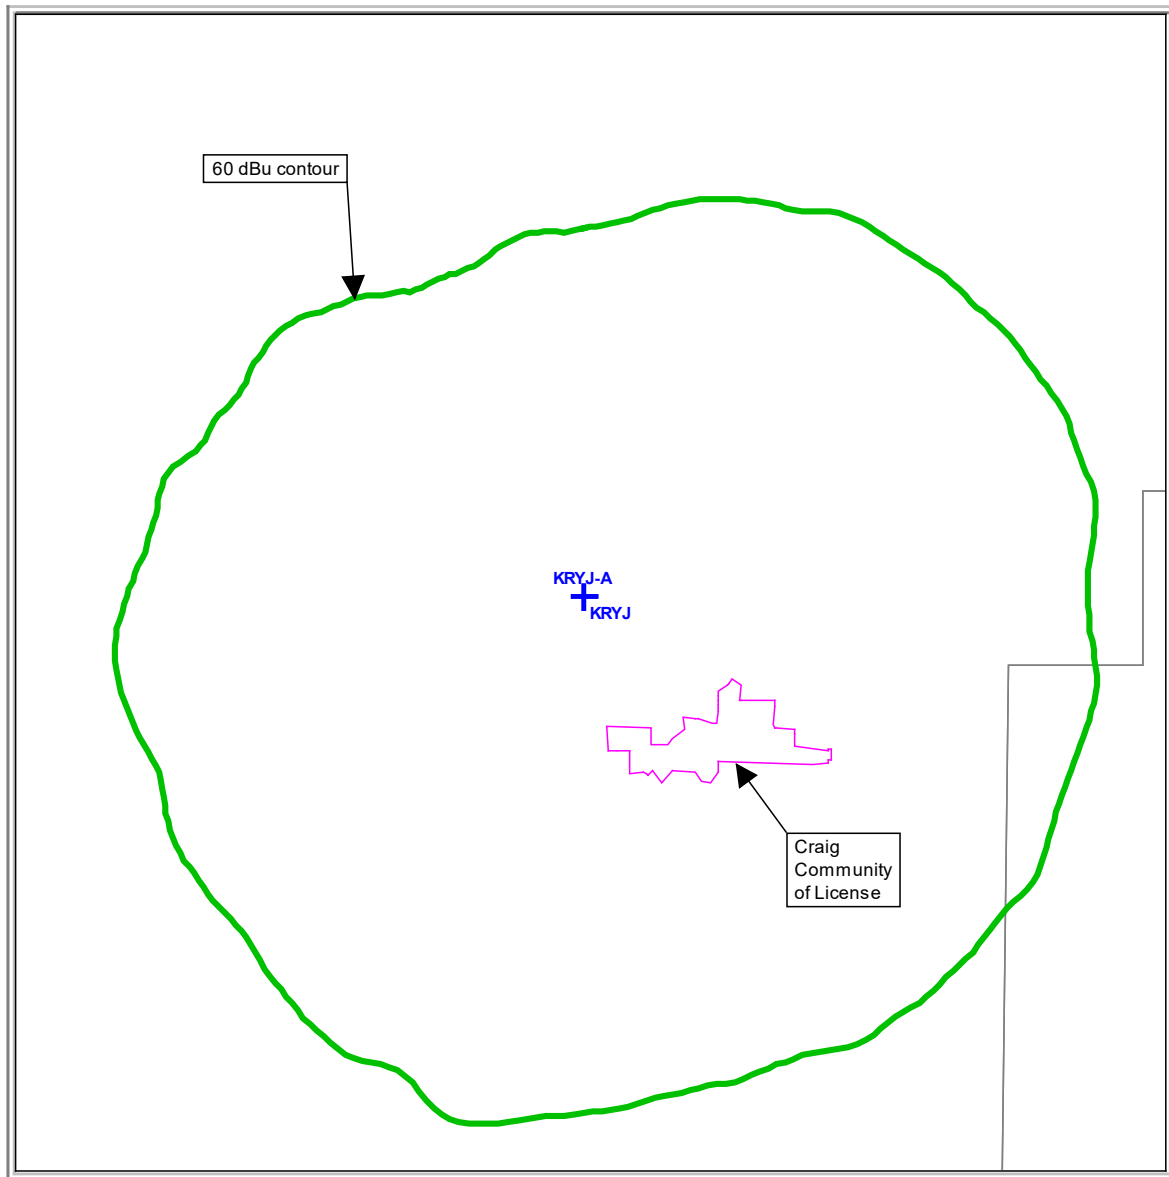 60 dBu contour
KRYJ-A
KRYJ
Craig
Community
of License